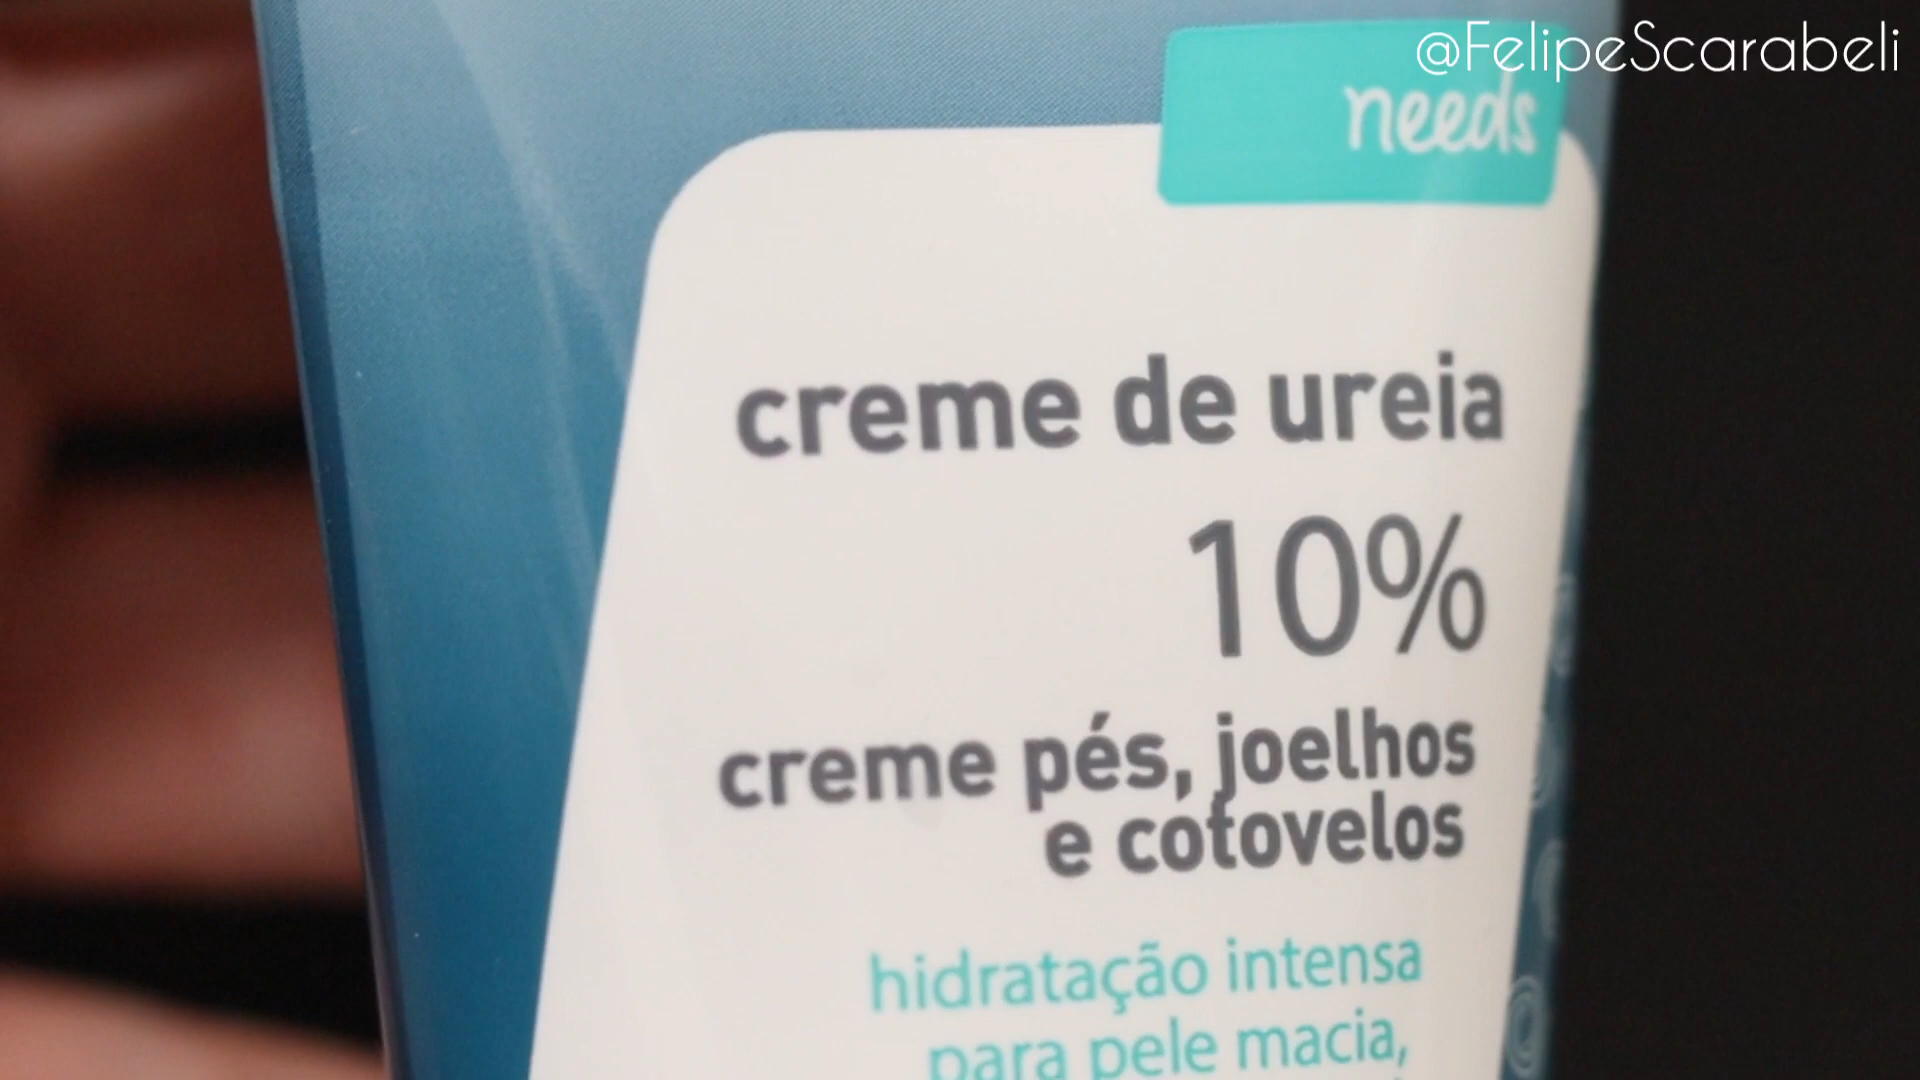 @FelipeScarabeli
needs
creme de ureia
10%
creme pés, joelhos
e cotovelos
hidratação intensa
para pele macia,